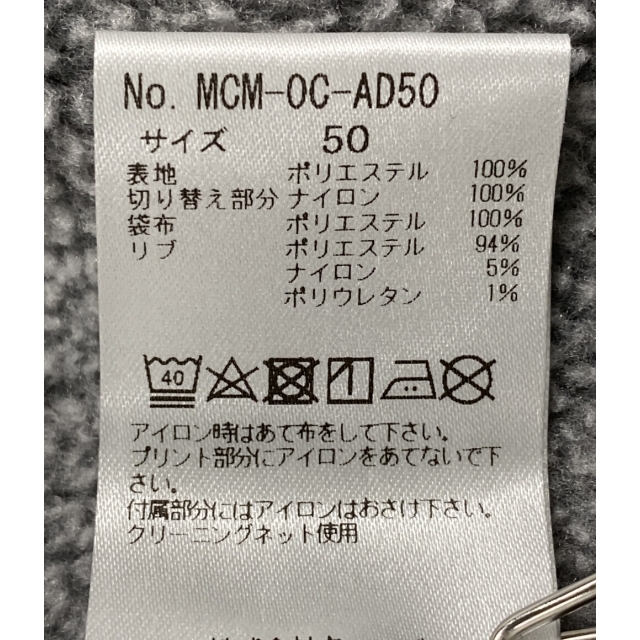 No. MCM-OC-AD50
サイズ 50
表地 ポリエステル 100%
切り替え部分 ナイロン 100%
袋布 ポリエステル 100%
リブ ポリエステル 94%
ナイロン 5%
ポリウレタン 1%
40
アイロン時はあて布をして下さい。
プリント部分にアイロンをあてないで下
さい。
付属部分にはアイロンはおさけ下さい。
クリーニングネット使用